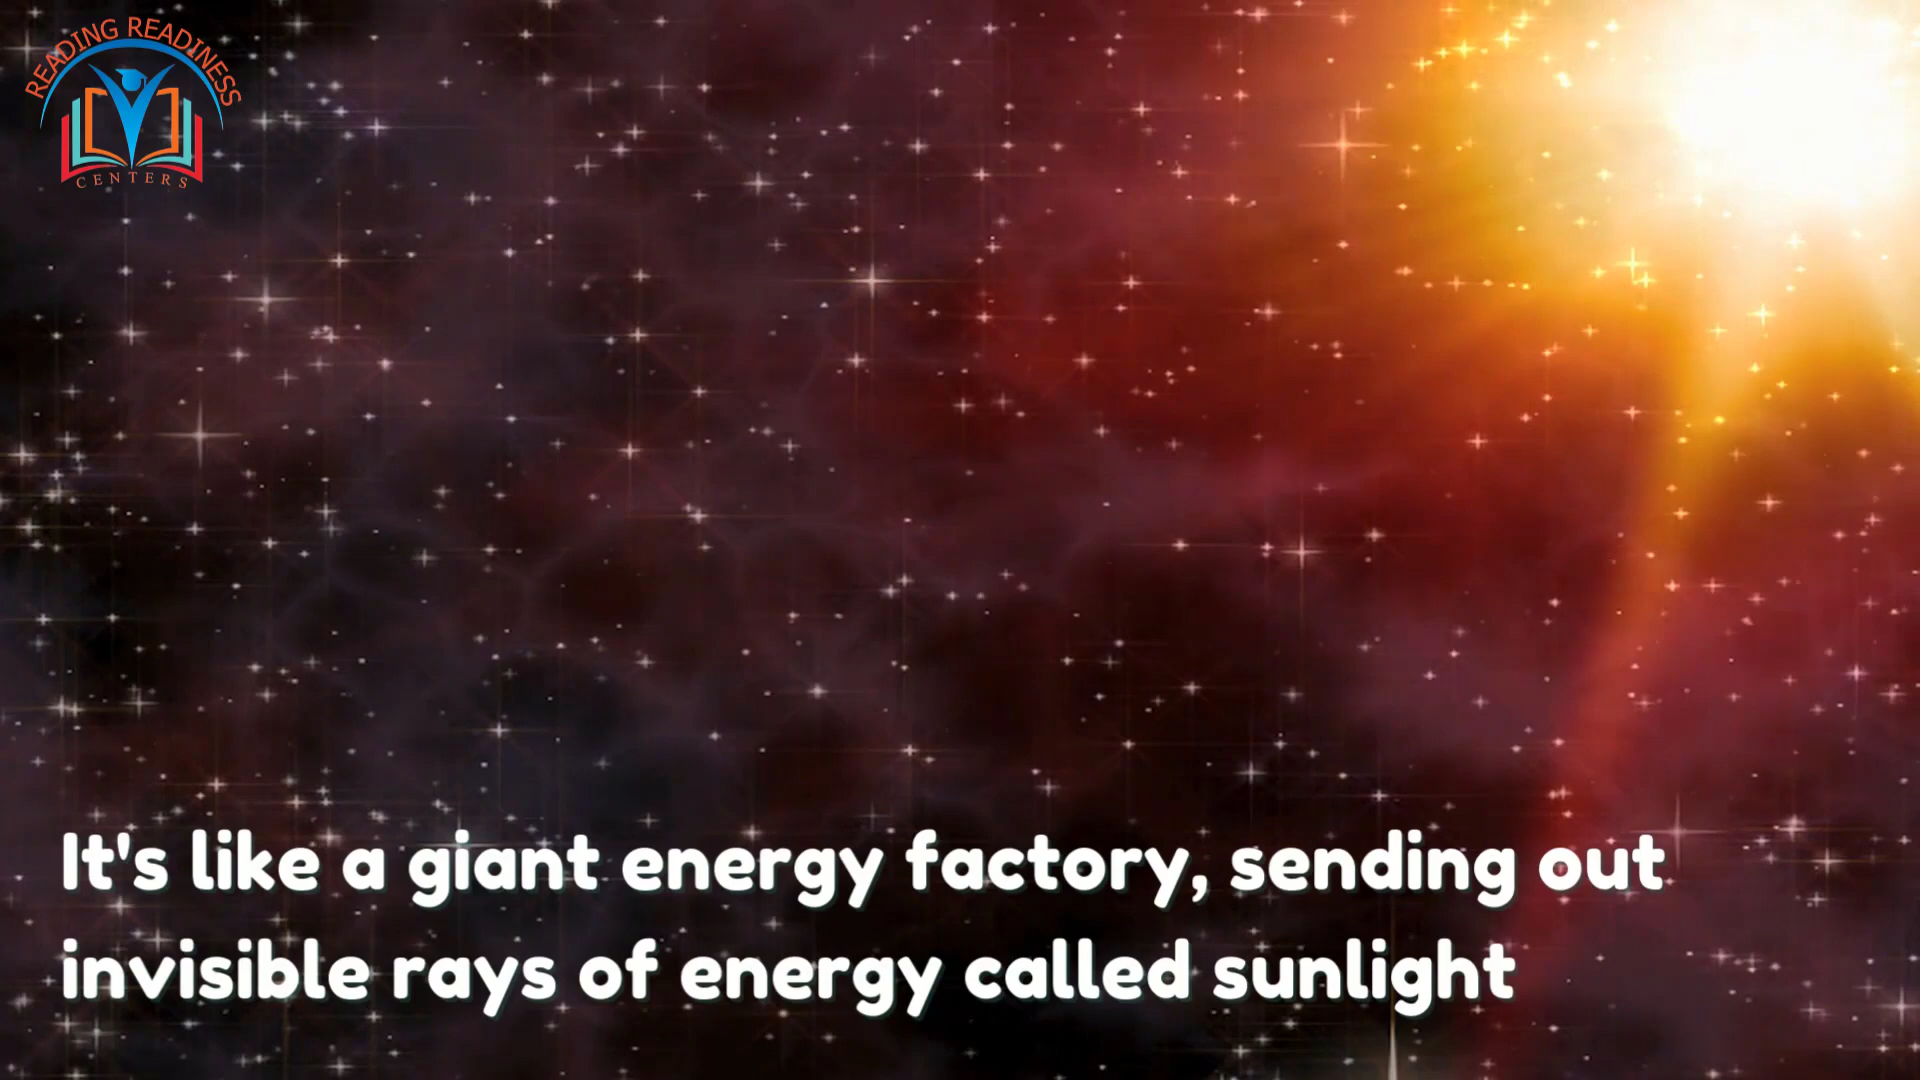 READING READINESS
CENTERS
It's like a giant energy factory, sending out
invisible rays of energy called sunlight